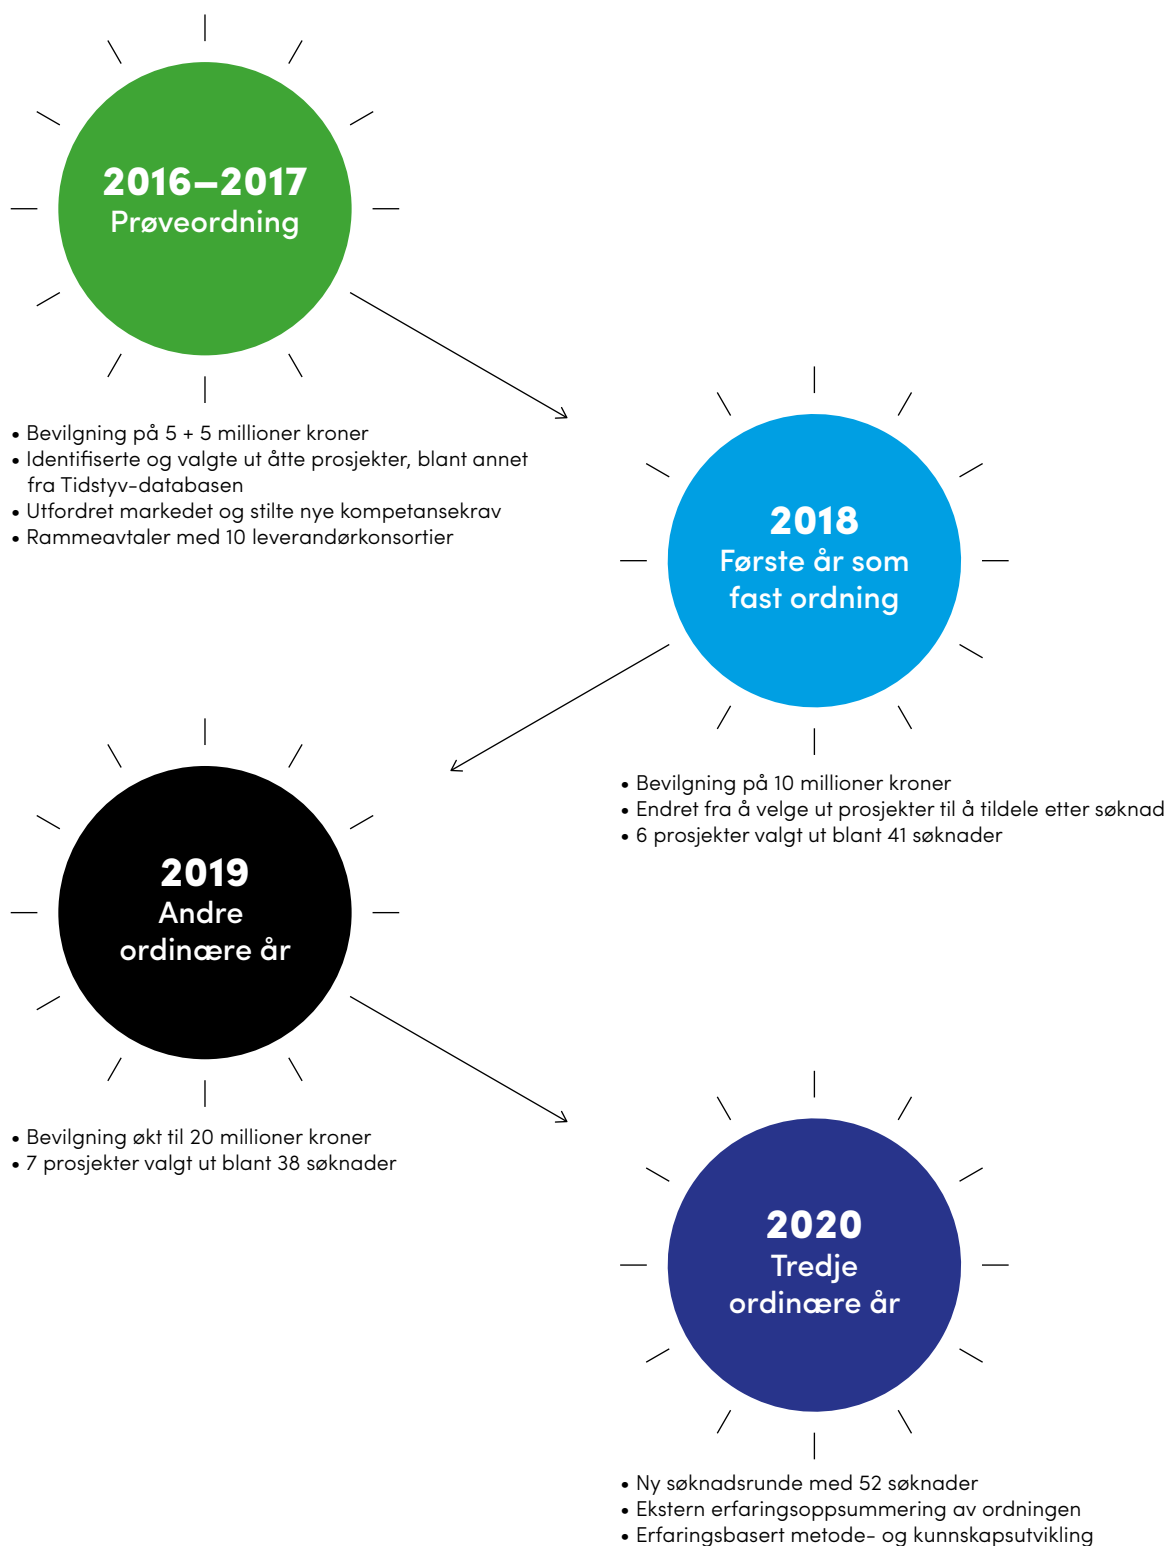 2016–2017
Prøveordning
• Bevilgning på 5 + 5 millioner kroner
• Identifiserte og valgte ut åtte prosjekter, blant annet
fra Tidstyv-databasen
• Utfordret markedet og stilte nye kompetansekrav
• Rammeavtaler med 10 leverandørkonsortier
2018
Første år som
fast ordning
• Bevilgning på 10 millioner kroner
• Endret fra å velge ut prosjekter til å tildele etter søknad
• 6 prosjekter valgt ut blant 41 søknader
2019
Andre
ordinære år
• Bevilgning økt til 20 millioner kroner
• 7 prosjekter valgt ut blant 38 søknader
2020
Tredje
ordinære år
• Ny søknadsrunde med 52 søknader
• Ekstern erfaringsoppsummering av ordningen
• Erfaringsbasert metode- og kunnskapsutvikling